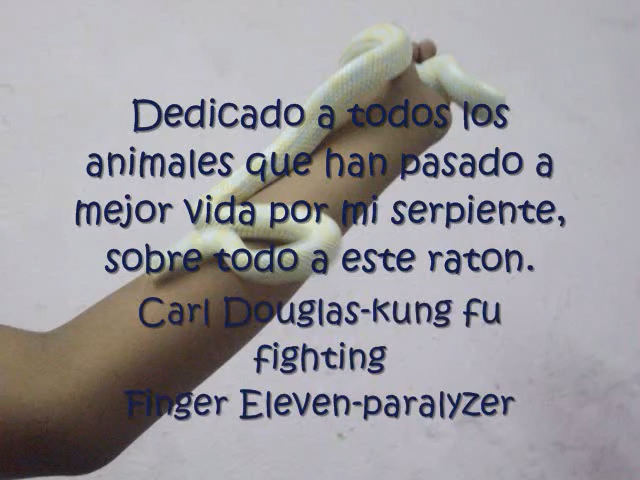 Dedicado a todos los
animales que han pasado a
mejor vida por mi serpiente,
sobre todo a este raton.
Carl Douglas-kung fu
fighting
Finger Eleven-paralyzer